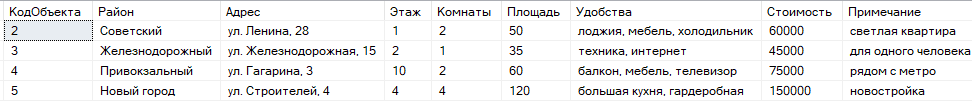 КодОбъекта Район Адрес Этаж Комнаты Площадь Удобства Стоимость Примечание
2 Советский ул. Ленина, 28 1 2 50 лоджия, мебель, холодильник 60000 светлая квартира
3 Железнодорожный ул. Железнодорожная, 15 2 1 35 техника, интернет 45000 для одного человека
4 Привокзальный ул. Гагарина, 3 10 2 60 балкон, мебель, телевизор 75000 рядом с метро
5 Новый город ул. Строителей, 4 4 4 120 большая кухня, гардеробная 150000 новостройка